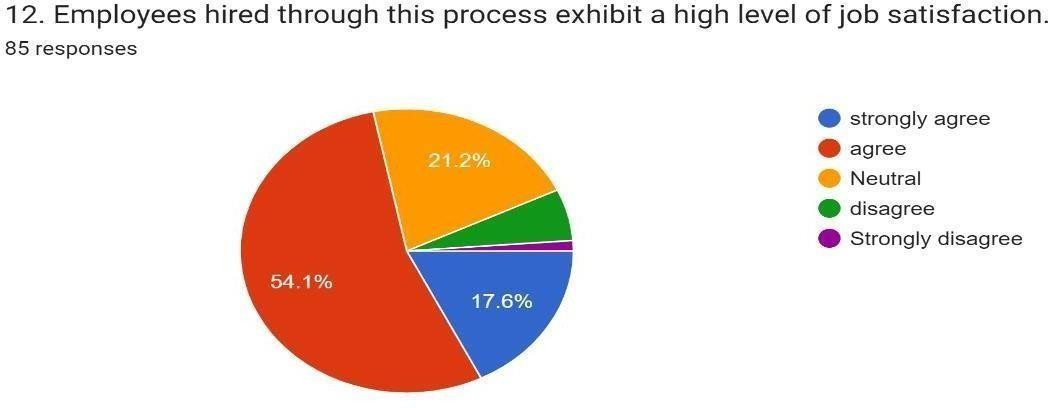 12. Employees hired through this process exhibit a high level of job satisfaction.
85 responses
21.2%
54.1%
17.6%
strongly agree
agree
Neutral
disagree
Strongly disagree